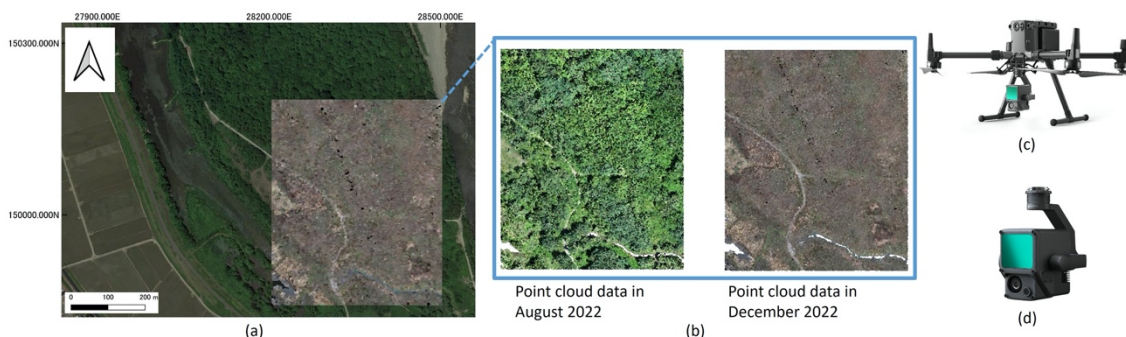 27900.000E
28200.000E
28500.000E
150300.000N
150000.000N
0 100 200 m
(a)
Point cloud data in
August 2022
Point cloud data in
December 2022
(b)
(c)
(d)